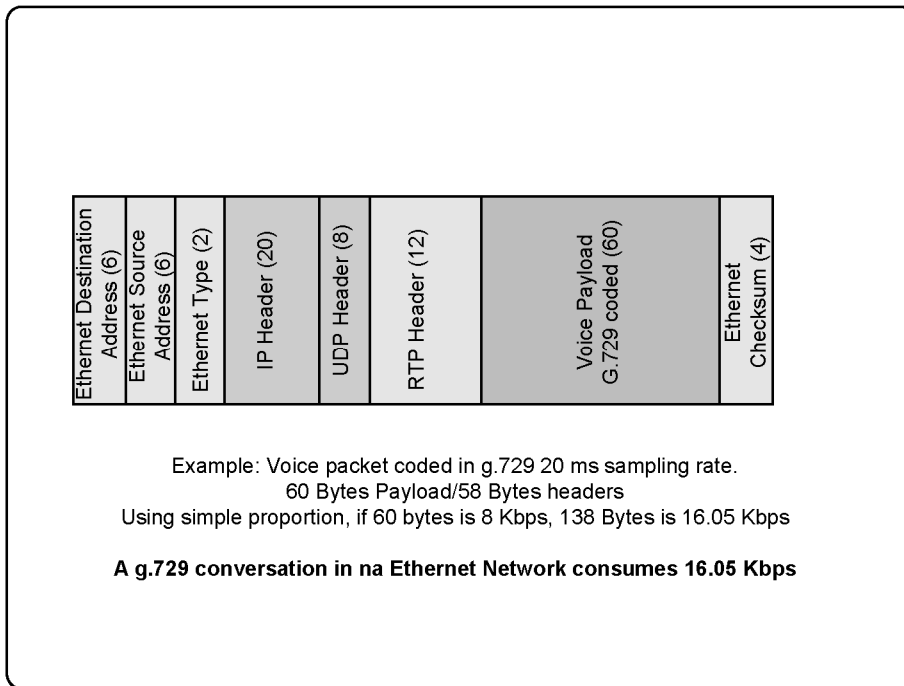 Ethernet Destination
Address (6)
Ethernet Source
Address (6)
Ethernet Type (2)
IP Header (20)
UDP Header (8)
RTP Header (12)
Voice Payload
G.729 coded (60)
Ethernet
Checksum (4)
Example: Voice packet coded in g.729 20 ms sampling rate.
60 Bytes Payload/58 Bytes headers
Using simple proportion, if 60 bytes is 8 Kbps, 138 Bytes is 16.05 Kbps
A g.729 conversation in na Ethernet Network consumes 16.05 Kbps